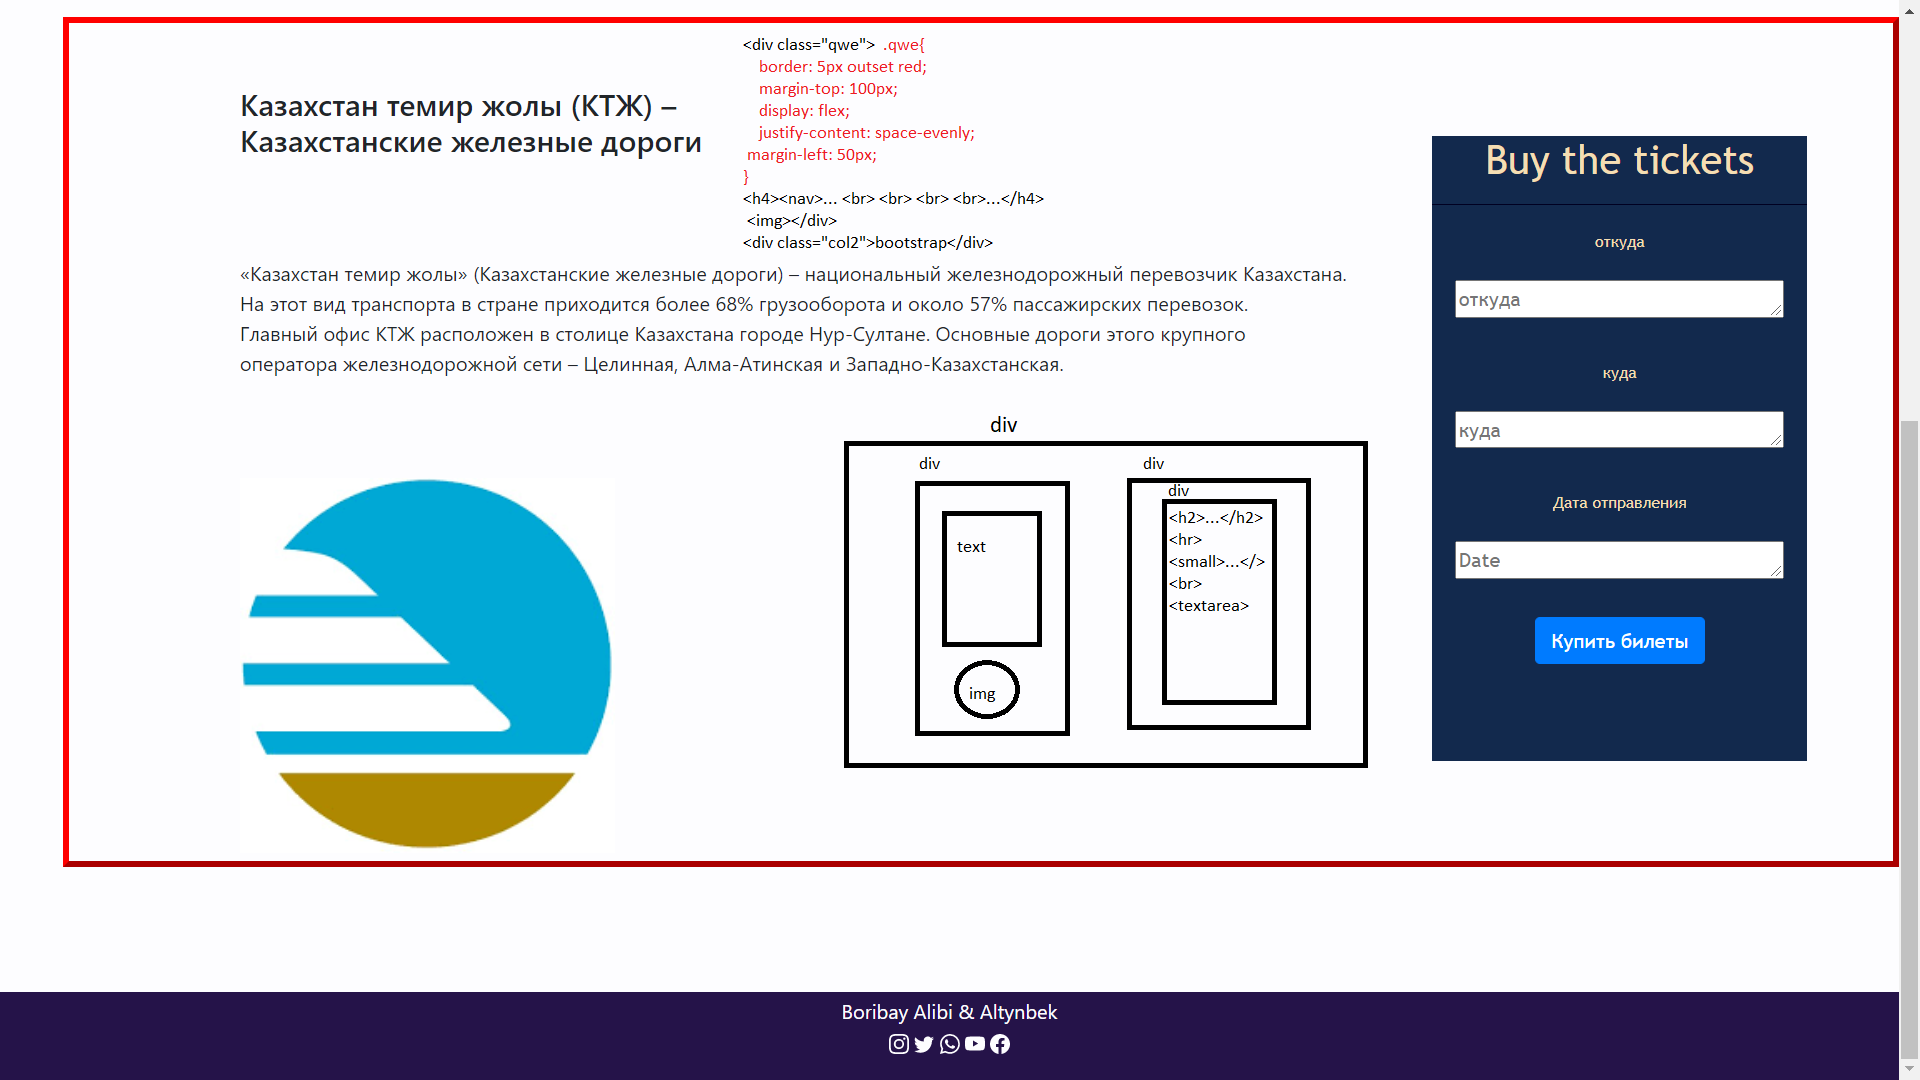 <div class="qwe"> .qwe{
border: 5px outset red;
margin-top: 100px;
display: flex;
justify-content: space-evenly;
margin-left: 50px;
}
<h4><nav>... <br> <br> <br> <br>...</h4>
<img></div>
<div class="col2">bootstrap</div>
Казахстан темир жолы (КТЖ) –
Казахстанские железные дороги
«Казахстан темир жолы» (Казахстанские железные дороги) – национальный железнодорожный перевозчик Казахстана.
На этот вид транспорта в стране приходится более 68% грузооборота и около 57% пассажирских перевозок.
Главный офис КТЖ расположен в столице Казахстана городе Нур-Султане. Основные дороги этого крупного
оператора железнодорожной сети – Целинная, Алма-Атинская и Западно-Казахстанская.
div
div
text
img
div
div
<h2>...</h2>
<hr>
<small>...</>
<br>
<textarea>
Buy the tickets
откуда
откуда
куда
куда
Дата отправления
Date
Купить билеты
Boribay Alibi & Altynbek